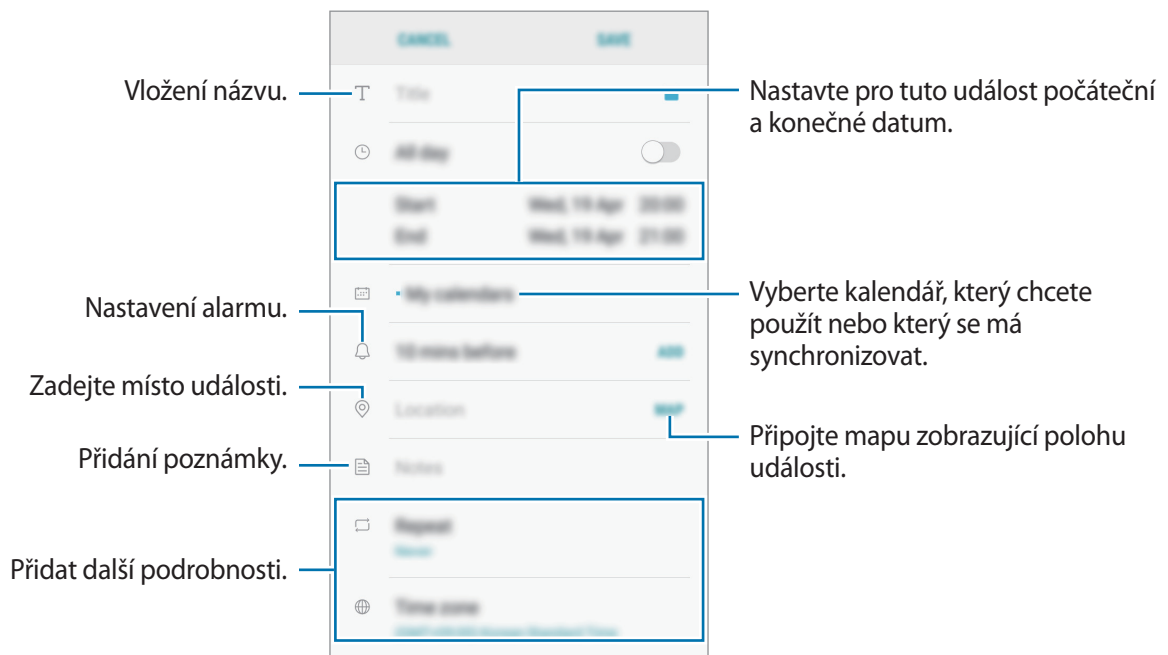 CANCEL SAVE
Vložení názvu.
Title
Nastavte pro tuto událost počáteční
a konečné datum.
All day
Start Wed, 19 Apr 20:00
End Wed, 19 Apr 21:00
My calendars
Vyberte kalendář, který chcete
použít nebo který se má
synchronizovat.
Nastavení alarmu.
10 mins before ADD
Zadejte místo události.
Location MAP
Připojte mapu zobrazující polohu
události.
Přidání poznámky.
Notes
Repeat
Never
Přidat další podrobnosti.
Time zone